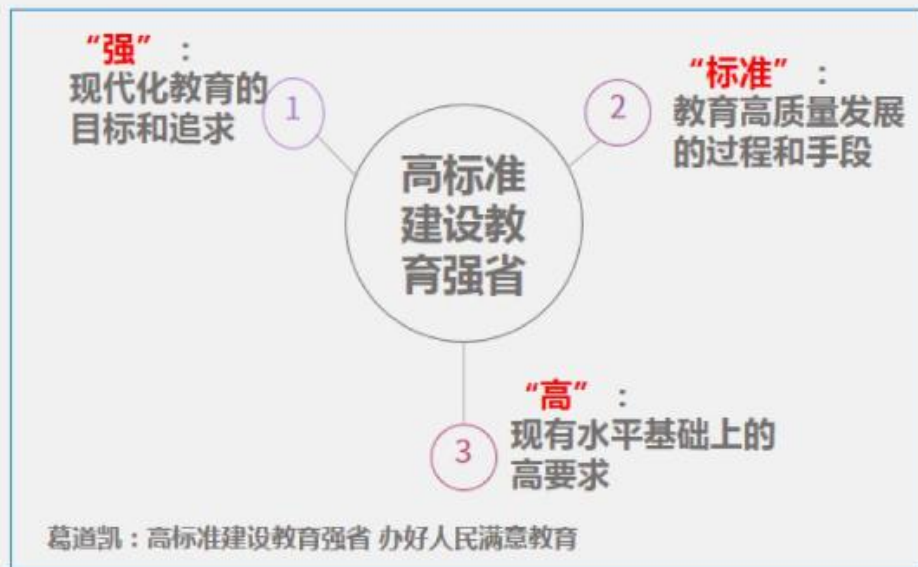 “强” ：
现代化教育的
目标和追求
1
2
“标准” ：
教育高质量发展
的过程和手段
高标准
建设教
育强省
3
“高” ：
现有水平基础上的
高要求
葛道凯：高标准建设教育强省 办好人民满意教育